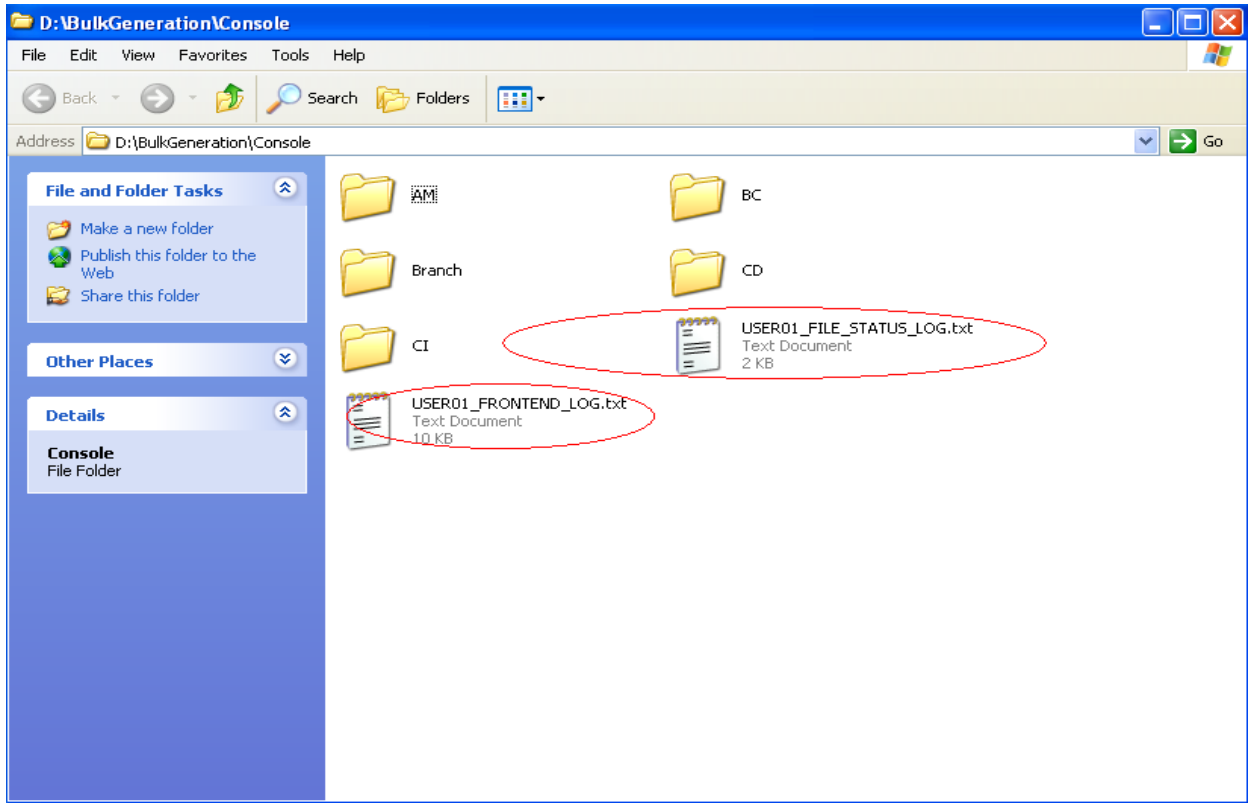 D:\BulkGeneration\Console
File Edit View Favorites Tools Help
Back Search Folders
Address D:\BulkGeneration\Console Go
File and Folder Tasks
Make a new folder
Publish this folder to the
Web
Share this folder
Other Places
Details
Console
File Folder
AM BC
Branch CD
CI
USER01_FILE_STATUS_LOG.txt
Text Document
2 KB
USER01_FRONTEND_LOG.txt
Text Document
10 KB